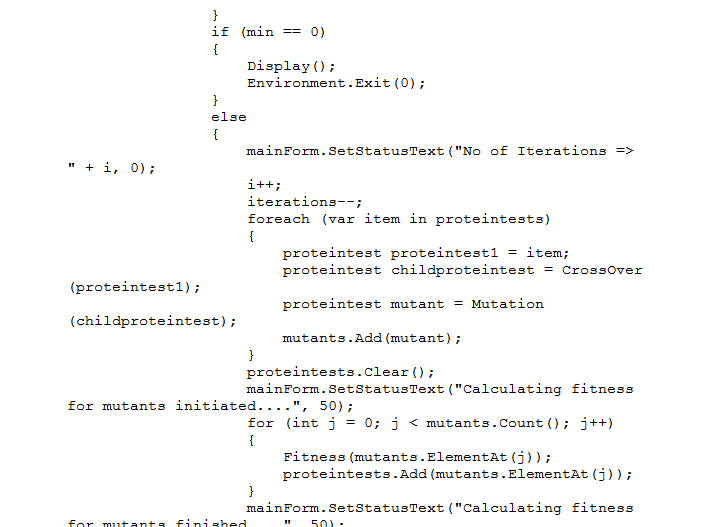 }
if (min == 0)
{
Display();
Environment.Exit(0);
}
else
{
mainForm.SetStatusText("No of Iterations =>
" + i, 0);
i++;
iterations--;
foreach (var item in proteintests)
{
proteintest proteintest1 = item;
proteintest childproteintest = CrossOver
(proteintest1);
proteintest mutant = Mutation
(childproteintest);
mutants.Add(mutant);
}
proteintests.Clear();
mainForm.SetStatusText("Calculating fitness
for mutants initiated....", 50);
for (int j = 0; j < mutants.Count(); j++)
{
Fitness(mutants.ElementAt(j));
proteintests.Add(mutants.ElementAt(j));
}
mainForm.SetStatusText("Calculating fitness
for mutants finished....", 50);